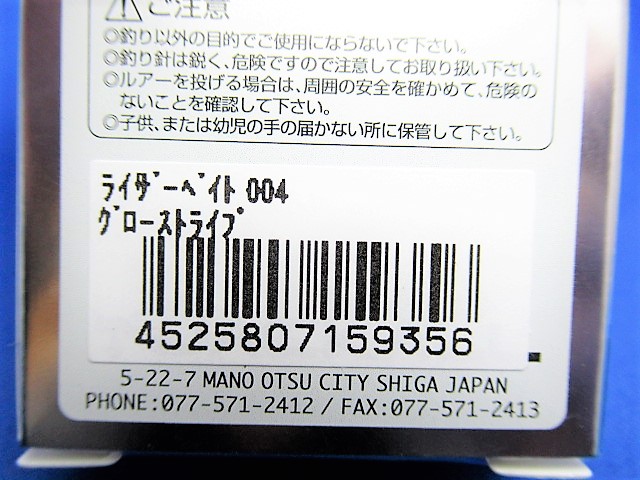 ご注意
◎釣り以外の目的でご使用にならないで下さい。
◎釣り針は鋭く、危険ですので注意してお取り扱い下さい。
◎ルアーを投げる場合は、周囲の安全を確かめて、危険の
ないことを確認して下さい。
◎子供、または幼児の手の届かない所に保管して下さい。
ﾗｲｻﾞｰﾍﾞｲﾄ 004
ｸﾞﾛｰｽﾄﾗｲﾌﾟ
4525807159356
5-22-7 MANO OTSU CITY SHIGA JAPAN
PHONE:077-571-2412 / FAX:077-571-2413